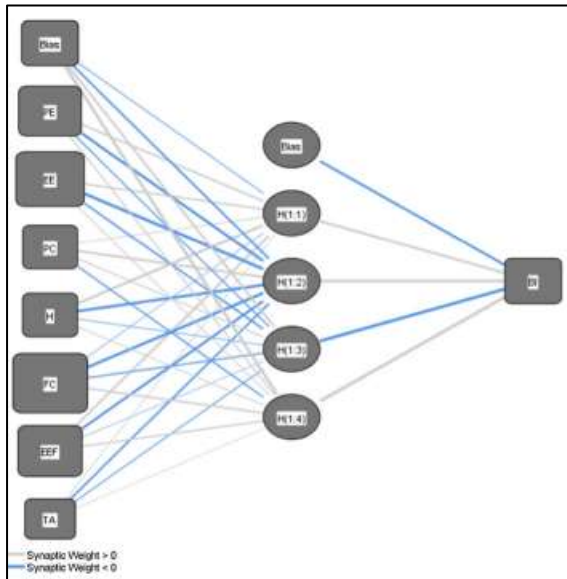 Bias
FE
EE
PC
H
FC
EEF
TA
Bias
H(1:1)
H(1:2)
H(1:3)
H(1:4)
BI
Synaptic Weight > 0
Synaptic Weight < 0